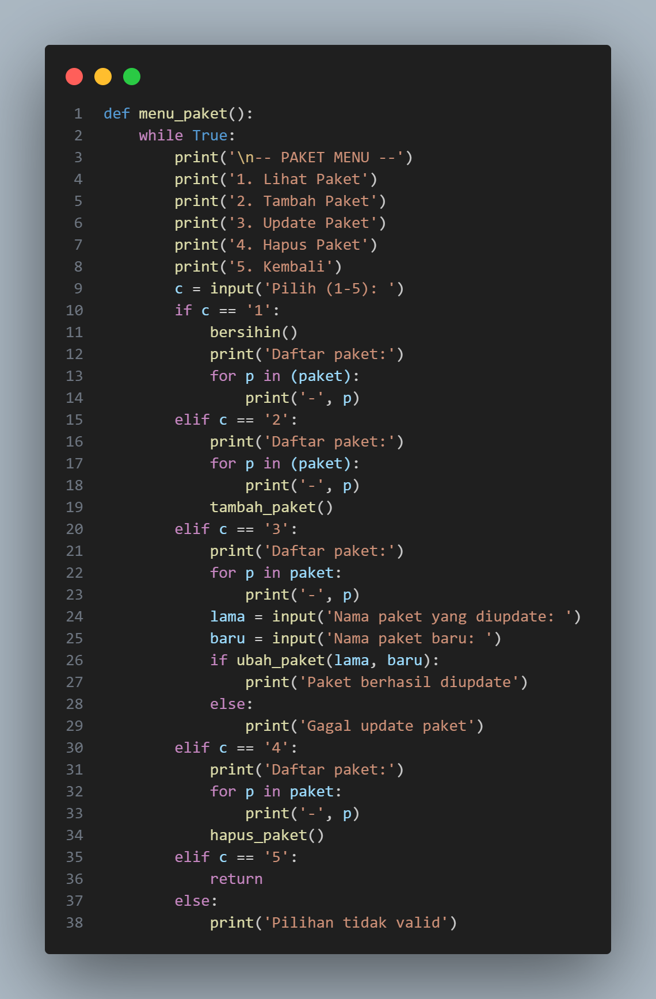 1 def menu_paket():
2     while True:
3         print('\n-- PAKET MENU --')
4         print('1. Lihat Paket')
5         print('2. Tambah Paket')
6         print('3. Update Paket')
7         print('4. Hapus Paket')
8         print('5. Kembali')
9         c = input('Pilih (1-5): ')
10         if c == '1':
11             bersihin()
12             print('Daftar paket:')
13             for p in (paket):
14                 print('-', p)
15         elif c == '2':
16             print('Daftar paket:')
17             for p in (paket):
18                 print('-', p)
19             tambah_paket()
20         elif c == '3':
21             print('Daftar paket:')
22             for p in paket:
23                 print('-', p)
24             lama = input('Nama paket yang diupdate: ')
25             baru = input('Nama paket baru: ')
26             if ubah_paket(lama, baru):
27                 print('Paket berhasil diupdate')
28             else:
29                 print('Gagal update paket')
30         elif c == '4':
31             print('Daftar paket:')
32             for p in paket:
33                 print('-', p)
34             hapus_paket()
35         elif c == '5':
36             return
37         else:
38             print('Pilihan tidak valid')